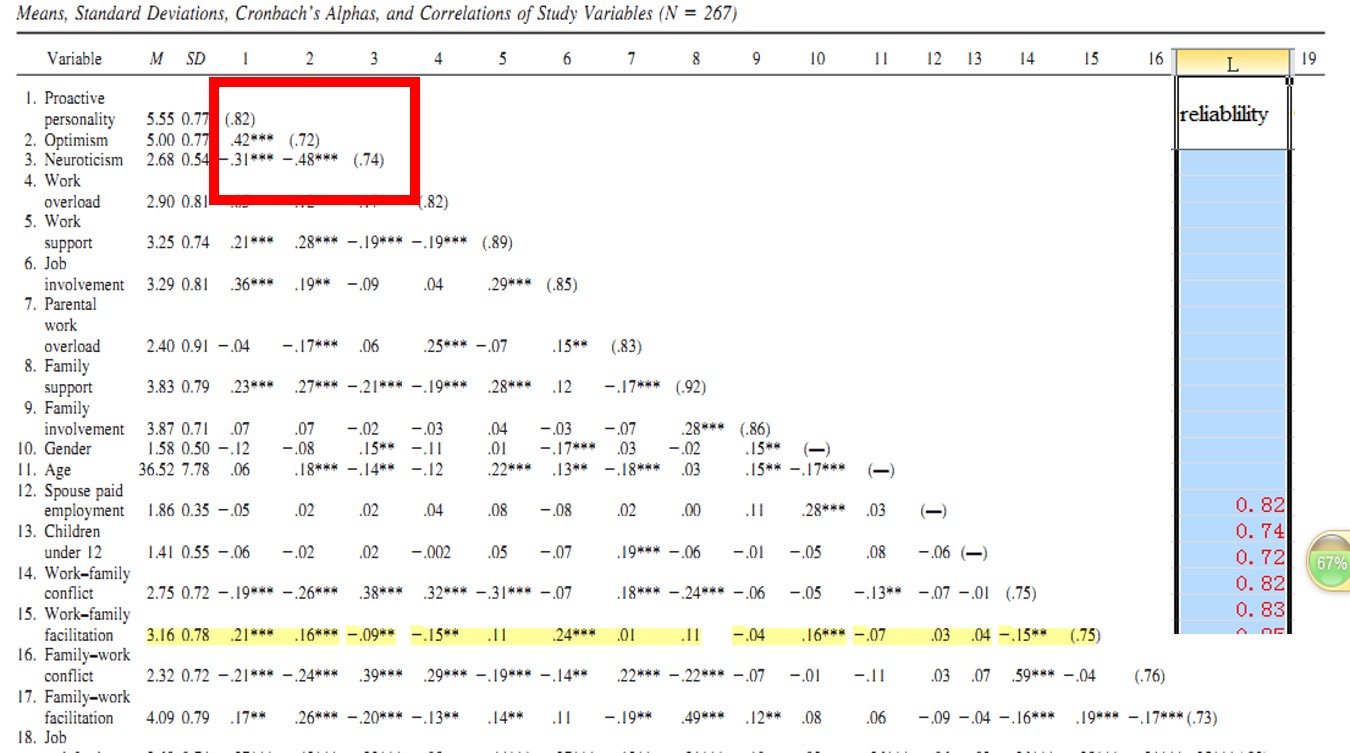 Means, Standard Deviations, Cronbach's Alphas, and Correlations of Study Variables (N = 267)
Variable M SD 1 2 3 4 5 6 7 8 9 10 11 12 13 14 15 16 L 19
reliablility
1. Proactive
personality 5.55 0.77 (.82)
2. Optimism 5.00 0.77 .42*** (.72)
3. Neuroticism 2.68 0.54 −.31*** −.48*** (.74)
4. Work
overload 2.90 0.81 (.82)
5. Work
support 3.25 0.74 .21*** .28*** −.19*** −.19*** (.89)
6. Job
involvement 3.29 0.81 .36*** .19** −.09 .04 .29*** (.85)
7. Parental
work
overload 2.40 0.91 −.04 −.17*** .06 .25*** −.07 .15** (.83)
8. Family
support 3.83 0.79 .23*** .27*** −.21*** −.19*** .28*** .12 −.17*** (.92)
9. Family
involvement 3.87 0.71 .07 .07 −.02 −.03 .04 −.03 −.07 .28*** (.86)
10. Gender 1.58 0.50 −.12 −.08 .15** −.11 .01 −.17*** .03 −.02 .15** (—)
11. Age 36.52 7.78 .06 .18*** −.14** −.12 .22*** .13** −.18*** .03 .15** −.17*** (—)
12. Spouse paid
employment 1.86 0.35 −.05 .02 .02 .04 .08 −.08 .02 .00 .11 .28*** .03 (—)
0.82
0.74
13. Children
under 12 1.41 0.55 −.06 −.02 .02 −.002 .05 −.07 .19*** −.06 −.01 −.05 .08 −.06 (—)
0.72
67%
14. Work–family
conflict 2.75 0.72 −.19*** −.26*** .38*** .32*** −.31*** −.07 .18*** −.24*** −.06 −.05 −.13** −.07 −.01 (.75)
0.82
0.83
15. Work–family
facilitation 3.16 0.78 .21*** .16*** −.09** −.15** .11 .24*** .01 .11 −.04 .16*** −.07 .03 .04 −.15** (.75)
16. Family–work
conflict 2.32 0.72 −.21*** −.24*** .39*** .29*** −.19*** −.14** .22*** −.22*** −.07 −.01 −.11 .03 .07 .59*** −.04 (.76)
17. Family–work
facilitation 4.09 0.79 .17** .26*** −.20*** −.13** .14** .11 −.19** .49*** .12** .08 .06 −.09 −.04 −.16*** .19*** −.17*** (.73)
18. Job